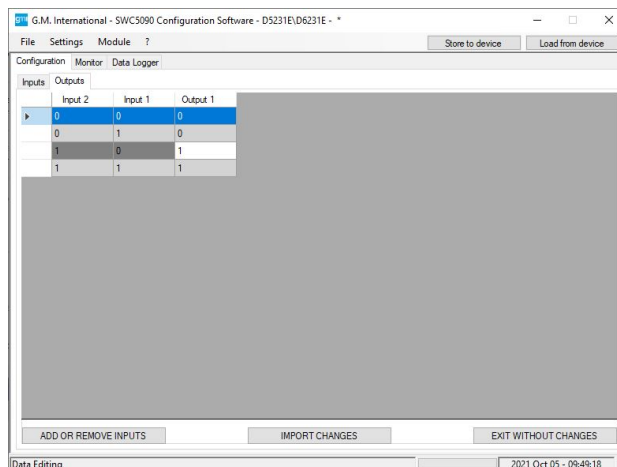 gmi G.M. International - SWC5090 Configuration Software - D5231E\D6231E - *
File Settings Module ? Store to device Load from device
Configuration Monitor Data Logger
Inputs Outputs
Input 2 Input 1 Output 1
0 0 0
0 1 0
1 0 1
1 1 1
ADD OR REMOVE INPUTS IMPORT CHANGES EXIT WITHOUT CHANGES
Data Editing 2021 Oct 05 - 09:49:18